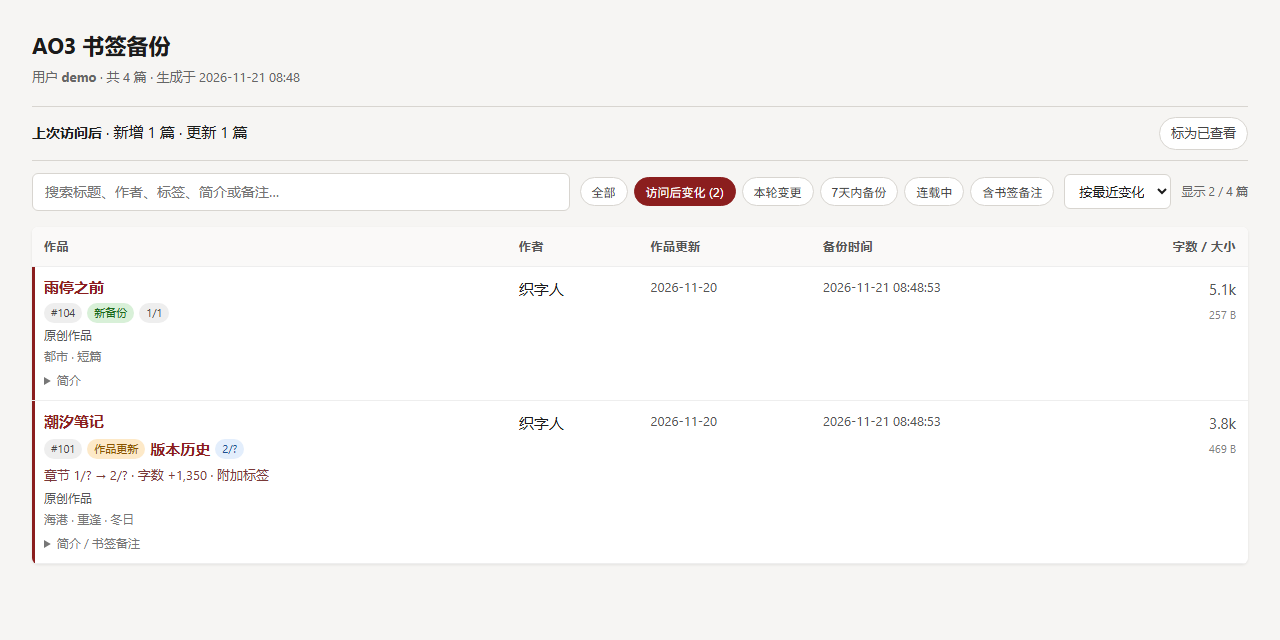 AO3 书签备份
用户 demo · 共 4 篇 · 生成于 2026-11-21 08:48
上次访问后 · 新增 1 篇 · 更新 1 篇 标为已查看
搜索标题、作者、标签、简介或备注... 全部 访问后变化 (2) 本轮变更 7天内备份 连载中 含书签备注 按最近变化 显示 2 / 4 篇
作品 作者 作品更新 备份时间 字数 / 大小
雨停之前 织字人 2026-11-20 2026-11-21 08:48:53 5.1k
#104 新备份 1/1 257 B
原创作品
都市 · 短篇
▶ 简介
潮汐笔记 织字人 2026-11-20 2026-11-21 08:48:53 3.8k
#101 作品更新 版本历史 2/? 469 B
章节 1/? → 2/? · 字数 +1,350 · 附加标签
原创作品
海港 · 重逢 · 冬日
▶ 简介 / 书签备注